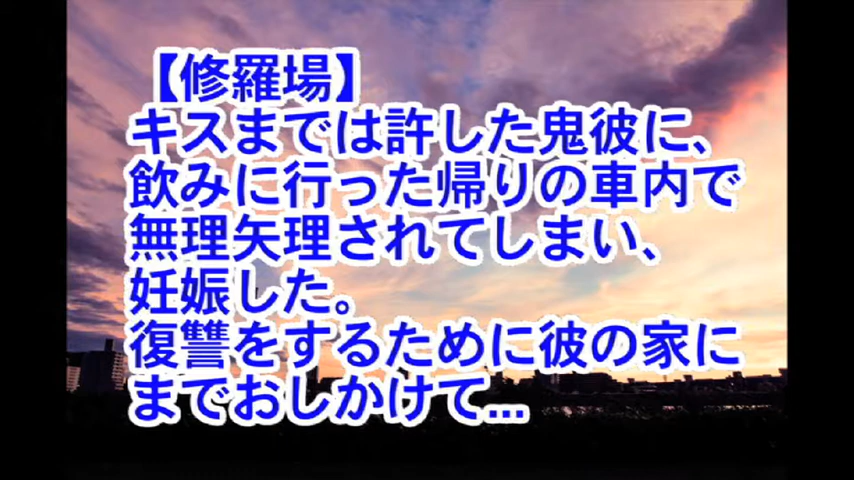 【修羅場】
キスまでは許した鬼彼に、
飲みに行った帰りの車内で
無理矢理されてしまい、
妊娠した。
復讐をするために彼の家に
までおしかけて...